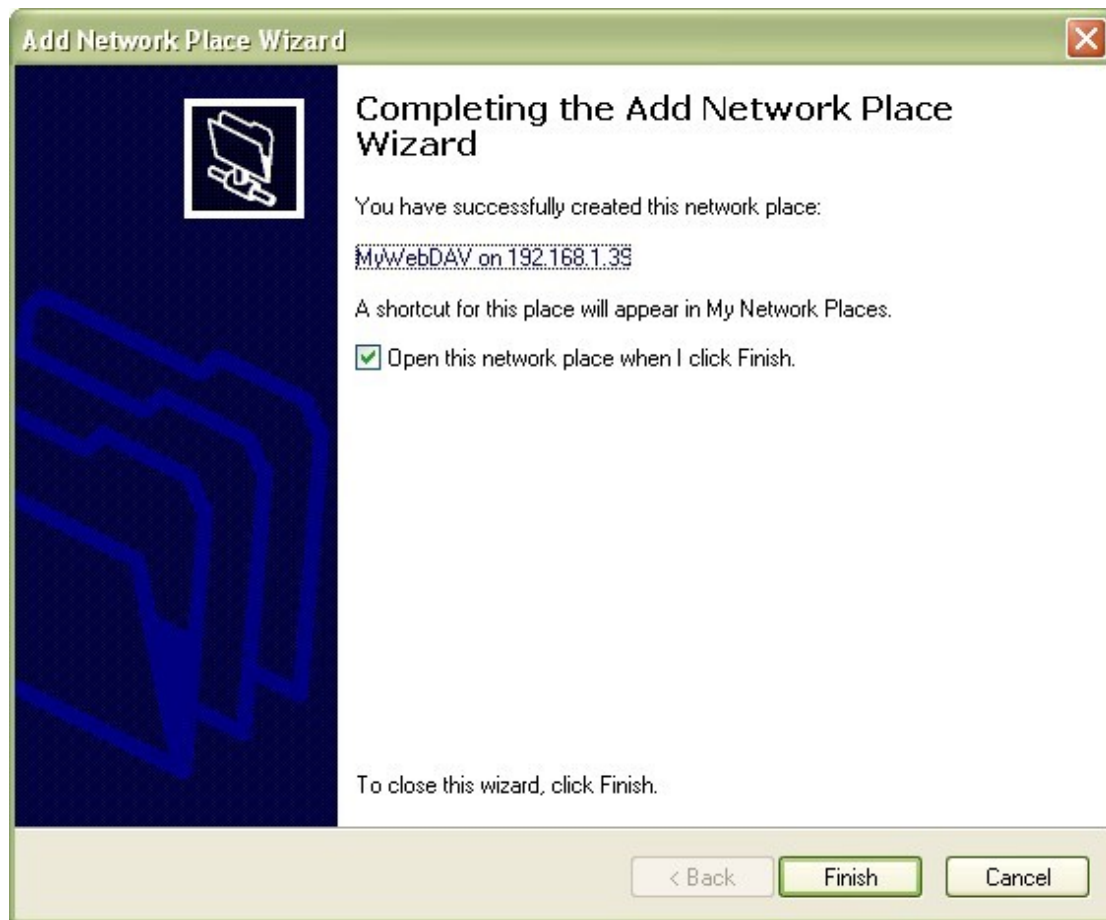 Add Network Place Wizard
Completing the Add Network Place
Wizard
You have successfully created this network place:
MyWebDAV on 192.168.1.39
A shortcut for this place will appear in My Network Places.
Open this network place when I click Finish.
To close this wizard, click Finish.
< Back Finish Cancel